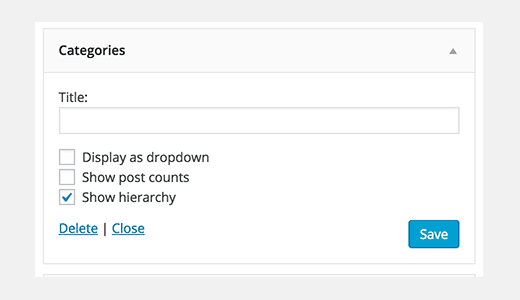 Categories
Title:
Display as dropdown
Show post counts
Show hierarchy
Delete | Close
Save